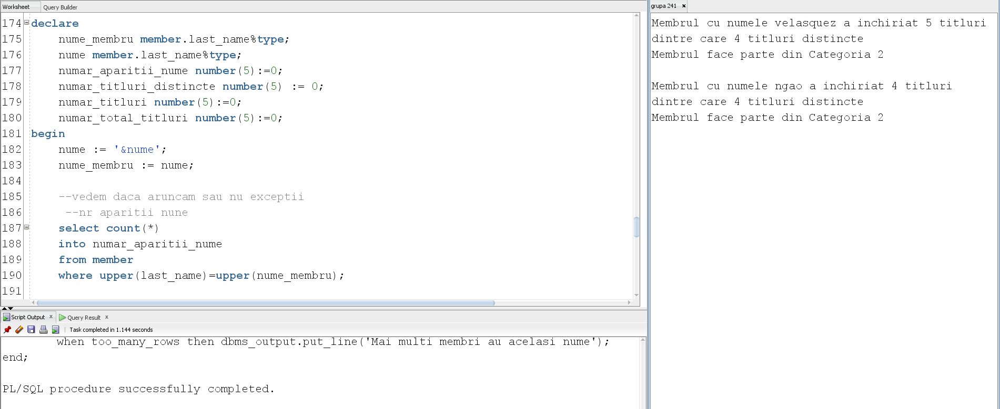 Worksheet Query Builder
174 declare
175 nume_membru member.last_name%type;
176 nume member.last_name%type;
177 numar_aparitii_nume number(5):=0;
178 numar_titluri_distincte number(5) := 0;
179 numar_titluri number(5):=0;
180 numar_total_titluri number(5):=0;
181 begin
182 nume := '&nume';
183 nume_membru := nume;
184
185 --vedem daca aruncam sau nu exceptii
186 --nr aparitii nune
187 select count(*)
188 into numar_aparitii_nume
189 from member
190 where upper(last_name)=upper(nume_membru);
191
Script Output x Query Result x
Task completed in 1.144 seconds
when too_many_rows then dbms_output.put_line('Mai multi membri au acelasi nume');
end;
PL/SQL procedure successfully completed.
grupa 241 x
Membrul cu numele velasquez a inchiriat 5 titluri
dintre care 4 titluri distincte
Membrul face parte din Categoria 2
Membrul cu numele ngao a inchiriat 4 titluri
dintre care 4 titluri distincte
Membrul face parte din Categoria 2